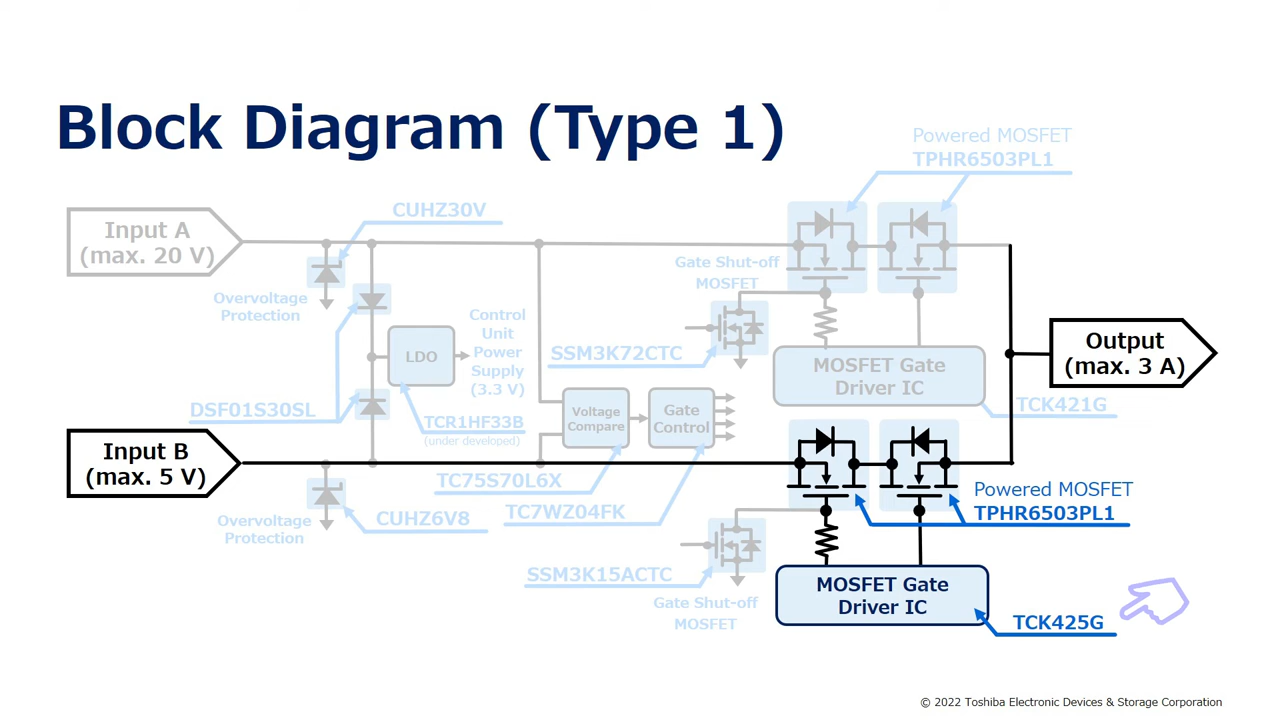 Block Diagram (Type 1)
Powered MOSFET
TPHR6503PL1
Input A
(max. 20 V)
CUHZ30V
Overvoltage
Protection
Gate Shut-off
MOSFET
Control
Unit
Power
Supply
(3.3 V)
LDO
SSM3K72CTC
MOSFET Gate
Driver IC
Output
(max. 3 A)
DSF01S30SL
TCR1HF33B
(under developed)
Voltage
Compare
Gate
Control
TCK421G
Input B
(max. 5 V)
TC75S70L6X
Powered MOSFET
TPHR6503PL1
Overvoltage
Protection
CUHZ6V8
TC7WZ04FK
SSM3K15ACTC
Gate Shut-off
MOSFET
MOSFET Gate
Driver IC
TCK425G
© 2022 Toshiba Electronic Devices & Storage Corporation